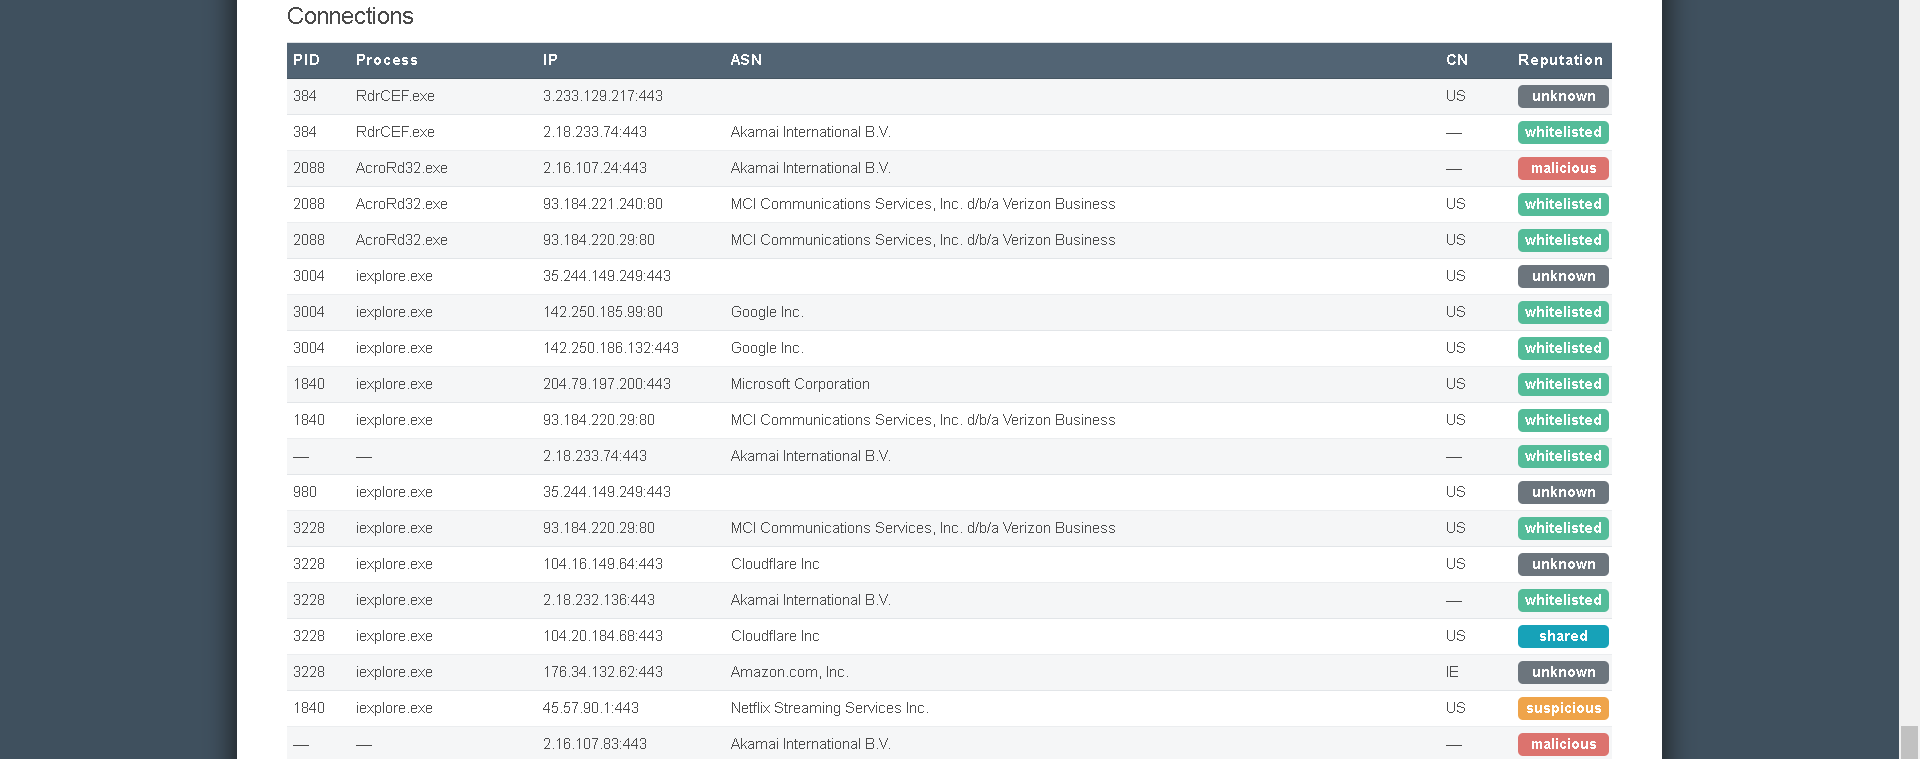 Connections
PID Process IP ASN CN Reputation
384 RdrCEF.exe 3.233.129.217:443 US unknown
384 RdrCEF.exe 2.18.233.74:443 Akamai International B.V. — whitelisted
2088 AcroRd32.exe 2.16.107.24:443 Akamai International B.V. — malicious
2088 AcroRd32.exe 93.184.221.240:80 MCI Communications Services, Inc. d/b/a Verizon Business US whitelisted
2088 AcroRd32.exe 93.184.220.29:80 MCI Communications Services, Inc. d/b/a Verizon Business US whitelisted
3004 iexplore.exe 35.244.149.249:443 US unknown
3004 iexplore.exe 142.250.185.99:80 Google Inc. US whitelisted
3004 iexplore.exe 142.250.186.132:443 Google Inc. US whitelisted
1840 iexplore.exe 204.79.197.200:443 Microsoft Corporation US whitelisted
1840 iexplore.exe 93.184.220.29:80 MCI Communications Services, Inc. d/b/a Verizon Business US whitelisted
— — 2.18.233.74:443 Akamai International B.V. — whitelisted
980 iexplore.exe 35.244.149.249:443 US unknown
3228 iexplore.exe 93.184.220.29:80 MCI Communications Services, Inc. d/b/a Verizon Business US whitelisted
3228 iexplore.exe 104.16.149.64:443 Cloudflare Inc US unknown
3228 iexplore.exe 2.18.232.136:443 Akamai International B.V. — whitelisted
3228 iexplore.exe 104.20.184.68:443 Cloudflare Inc US shared
3228 iexplore.exe 176.34.132.62:443 Amazon.com, Inc. IE unknown
1840 iexplore.exe 45.57.90.1:443 Netflix Streaming Services Inc. US suspicious
— — 2.16.107.83:443 Akamai International B.V. — malicious